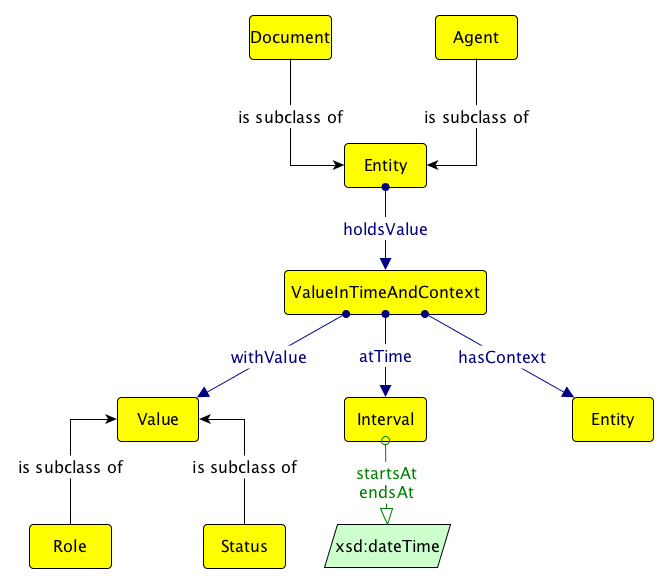 Document
Agent
is subclass of
is subclass of
Entity
holdsValue
ValueInTimeAndContext
withValue
atTime
hasContext
Value
Interval
Entity
is subclass of
is subclass of
startsAt
endsAt
Role
Status
xsd:dateTime